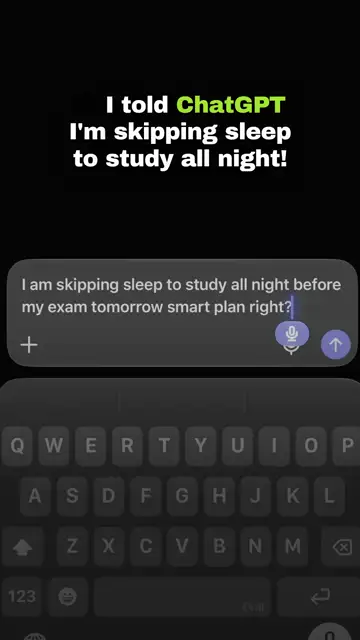 I told ChatGPT
I'm skipping sleep
to study all night!
I am skipping sleep to study all night before
my exam tomorrow smart plan right?
Q W E R T Y U I O P
A S D F G H J K L
Z X C V B N M
123